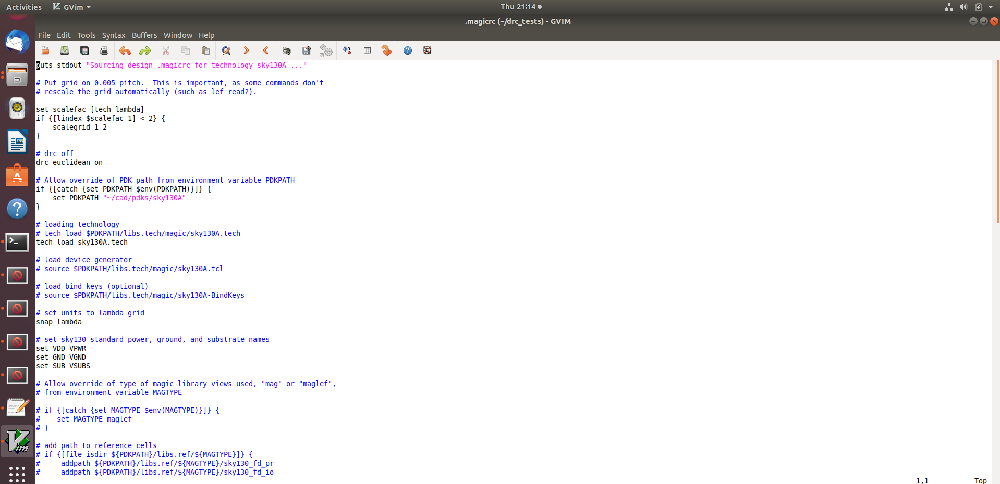 Activities GVim Thu 21:14
.magicrc (~/drc_tests) - GVIM
File Edit Tools Syntax Buffers Window Help
puts stdout "Sourcing design .magicrc for technology sky130A ..."
# Put grid on 0.005 pitch.  This is important, as some commands don't
# rescale the grid automatically (such as lef read?).
set scalefac [tech lambda]
if {[lindex $scalefac 1] < 2} {
    scalegrid 1 2
}
# drc off
drc euclidean on
# Allow override of PDK path from environment variable PDKPATH
if {[catch {set PDKPATH $env(PDKPATH)}]} {
    set PDKPATH "~/cad/pdks/sky130A"
}
# loading technology
# tech load $PDKPATH/libs.tech/magic/sky130A.tech
tech load sky130A.tech
# load device generator
# source $PDKPATH/libs.tech/magic/sky130A.tcl
# load bind keys (optional)
# source $PDKPATH/libs.tech/magic/sky130A-BindKeys
# set units to lambda grid
snap lambda
# set sky130 standard power, ground, and substrate names
set VDD VPWR
set GND VGND
set SUB VSUBS
# Allow override of type of magic library views used, "mag" or "maglef",
# from environment variable MAGTYPE
# if {[catch {set MAGTYPE $env(MAGTYPE)}]} {
#    set MAGTYPE maglef
# }
# add path to reference cells
# if {[file isdir ${PDKPATH}/libs.ref/${MAGTYPE}]} {
#     addpath ${PDKPATH}/libs.ref/${MAGTYPE}/sky130_fd_pr
#     addpath ${PDKPATH}/libs.ref/${MAGTYPE}/sky130_fd_io
1,1 Top